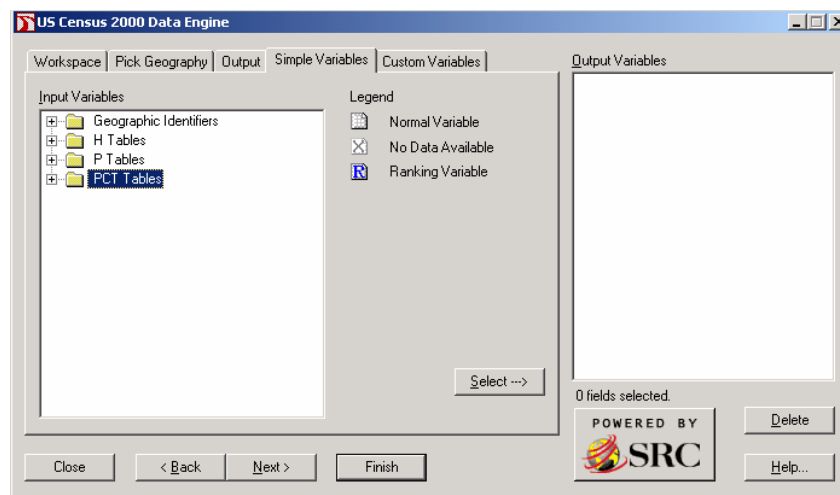 US Census 2000 Data Engine
Workspace
Pick Geography
Output
Simple Variables
Custom Variables
Input Variables
Geographic Identifiers
H Tables
P Tables
PCT Tables
Legend
Normal Variable
No Data Available
R Ranking Variable
Select --->
Output Variables
0 fields selected.
POWERED BY
SRC
Delete
Help...
Close
< Back
Next >
Finish